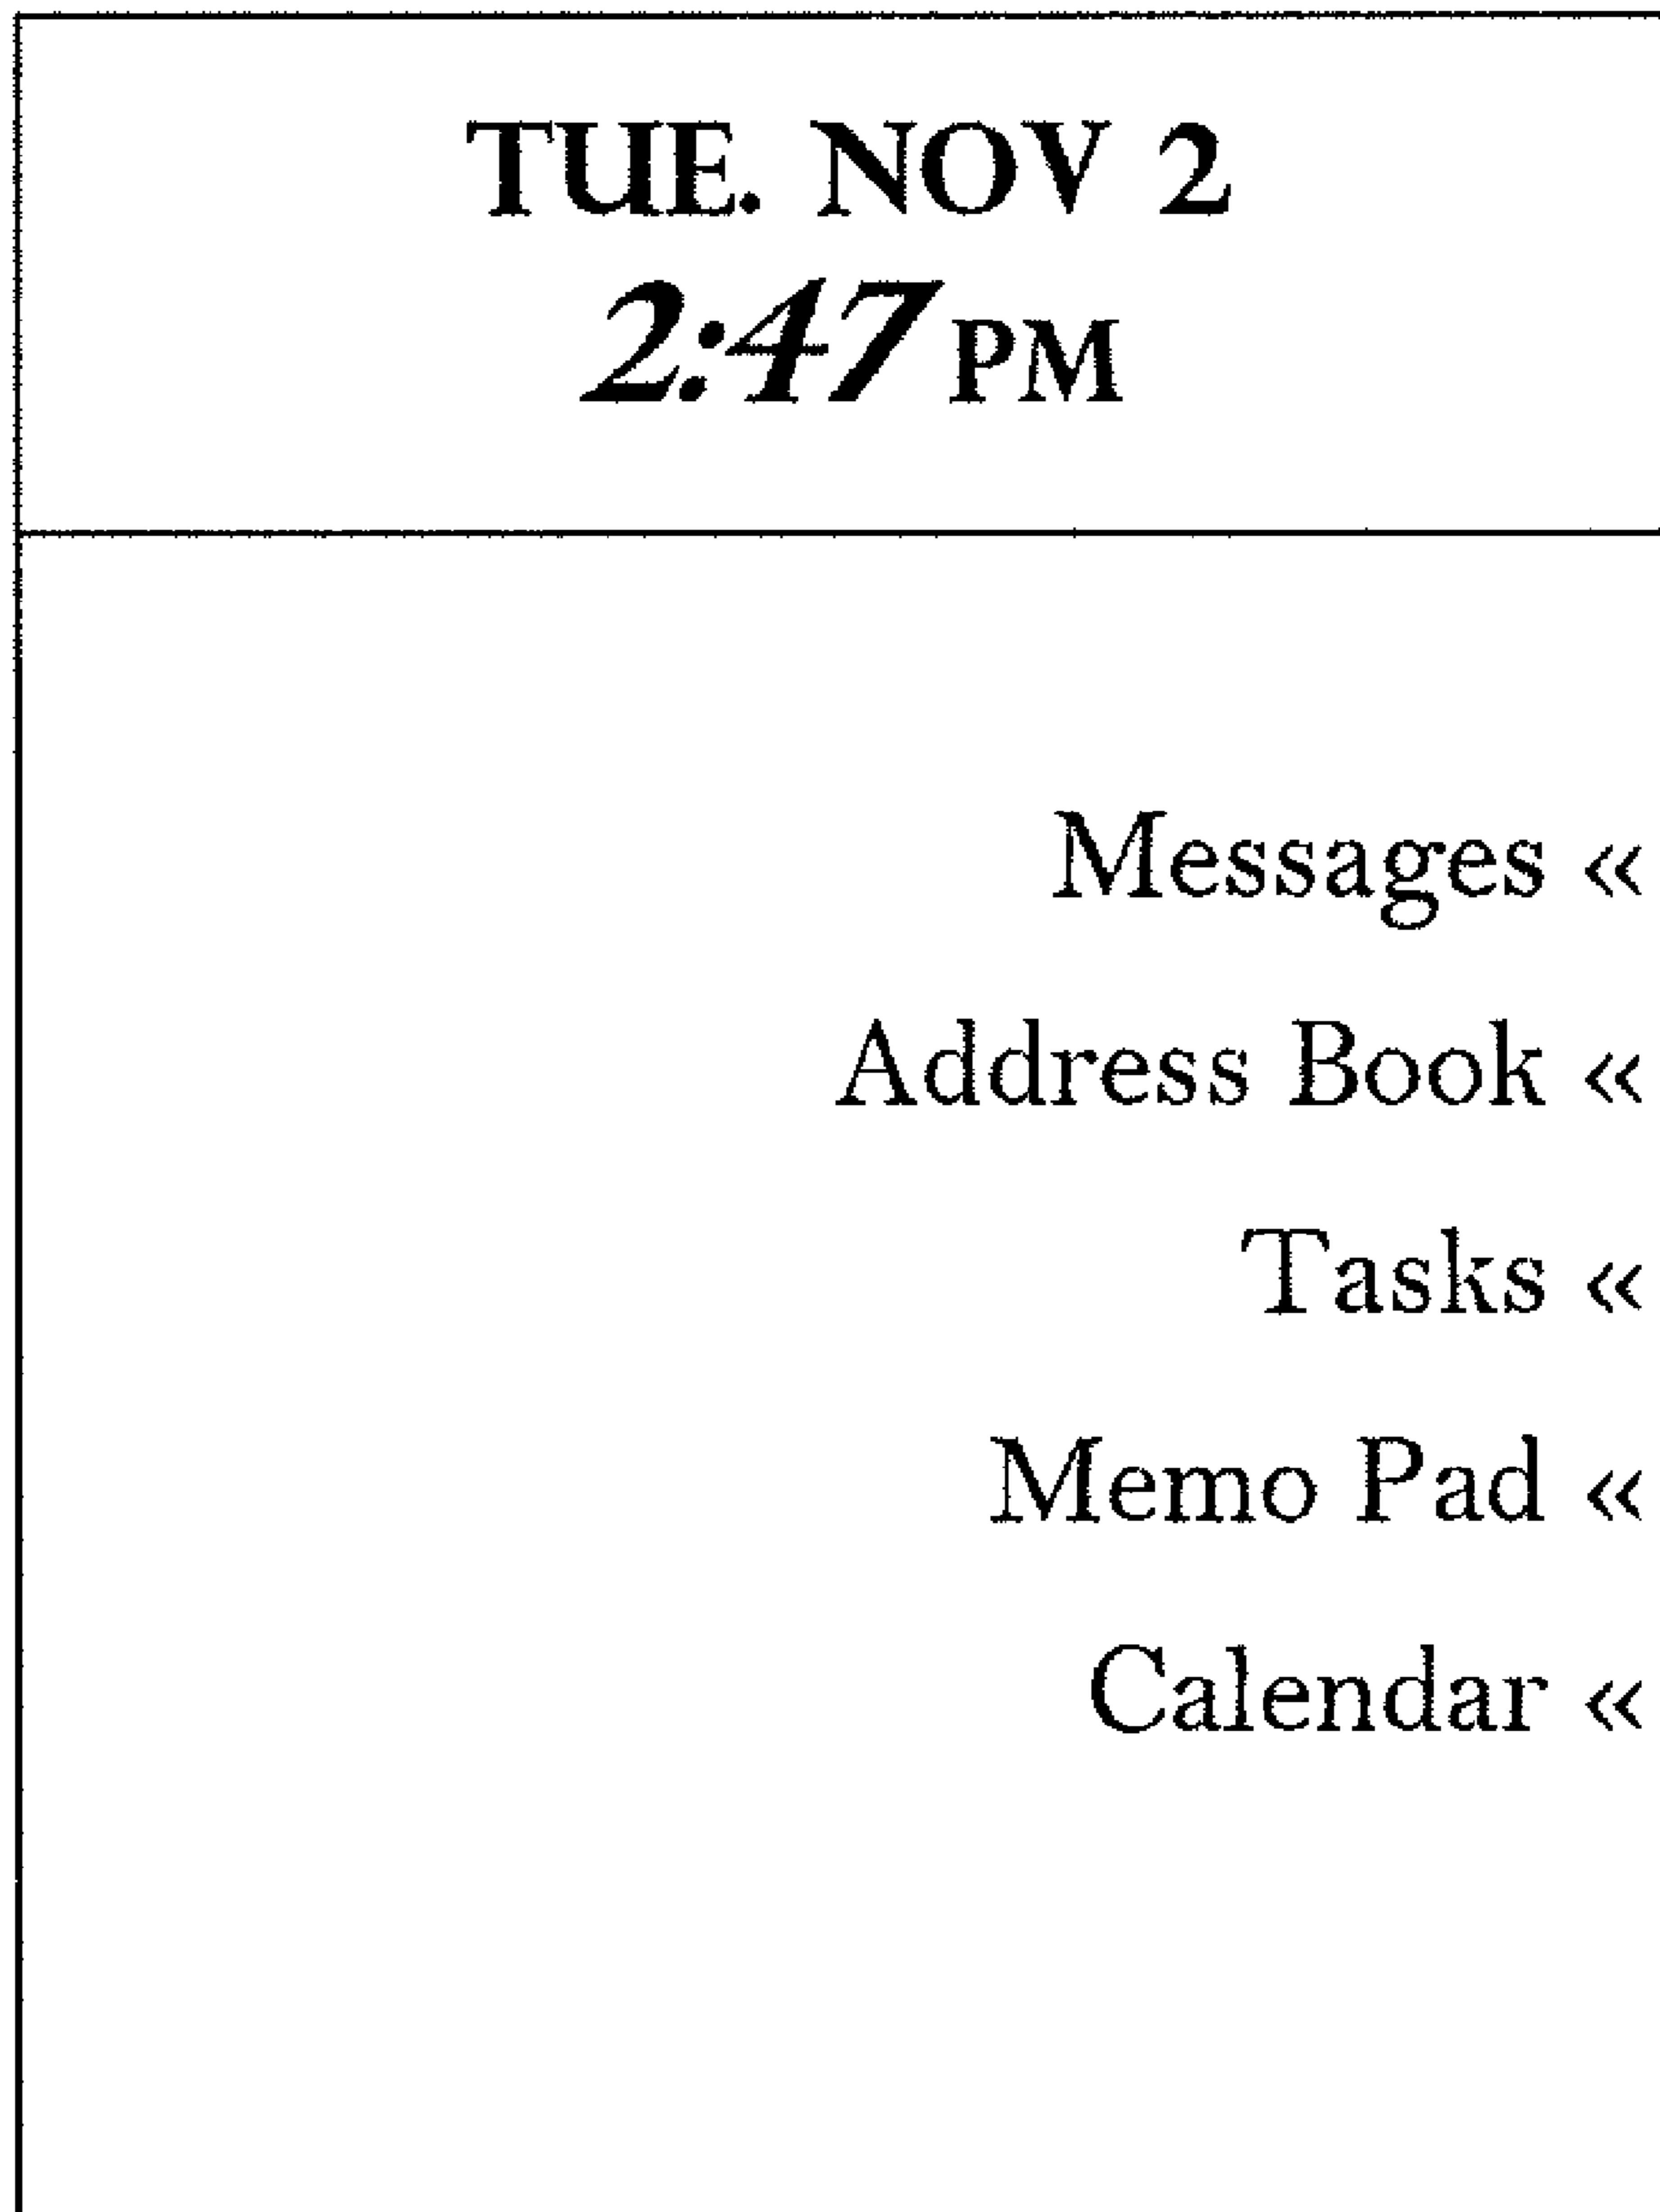 TUE. NOV 2
2:47 PM
Messages «
Address Book «
Tasks «
Memo Pad «
Calendar «